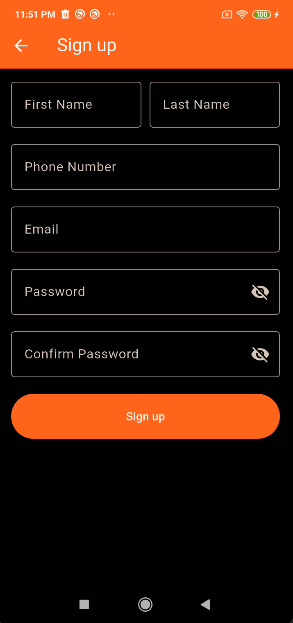 11:51 PM 100
Sign up
First Name Last Name
Phone Number
Email
Password
Confirm Password
Sign up